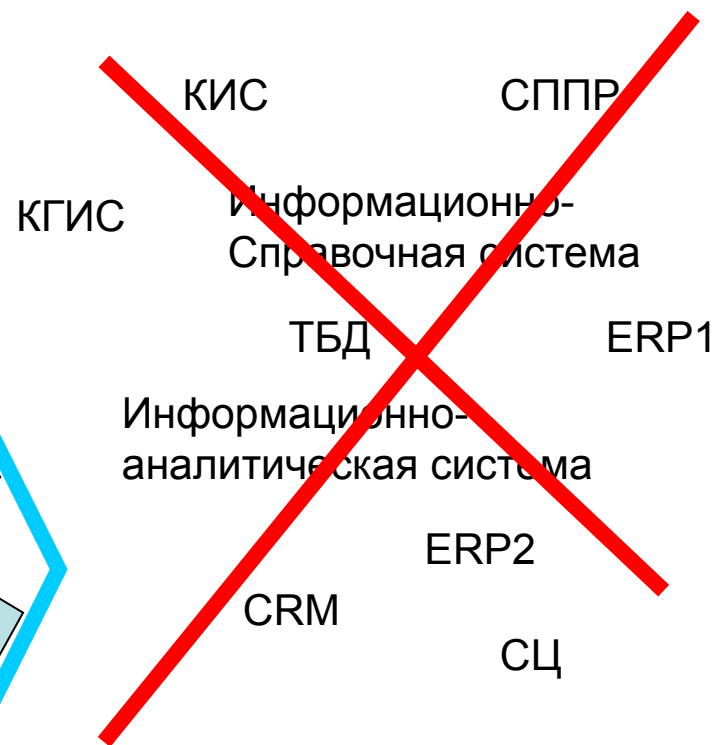 КИС
СППР
КГИС
Информационно-
Справочная система
ТБД
ERP1
Информационно-
аналитическая система
ERP2
CRM
СЦ